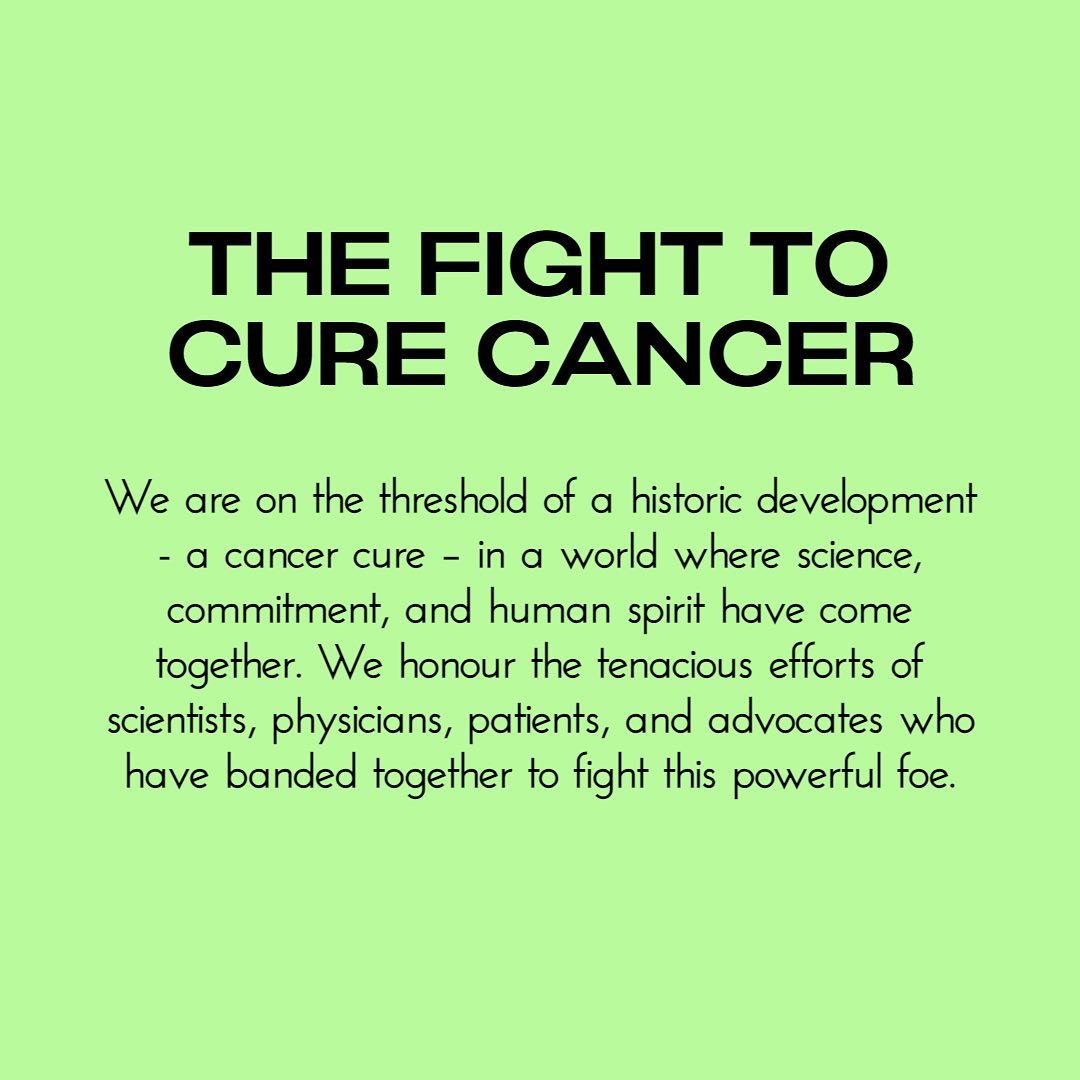 THE FIGHT TO
CURE CANCER
We are on the threshold of a historic development
- a cancer cure – in a world where science,
commitment, and human spirit have come
together. We honour the tenacious efforts of
scientists, physicians, patients, and advocates who
have banded together to fight this powerful foe.